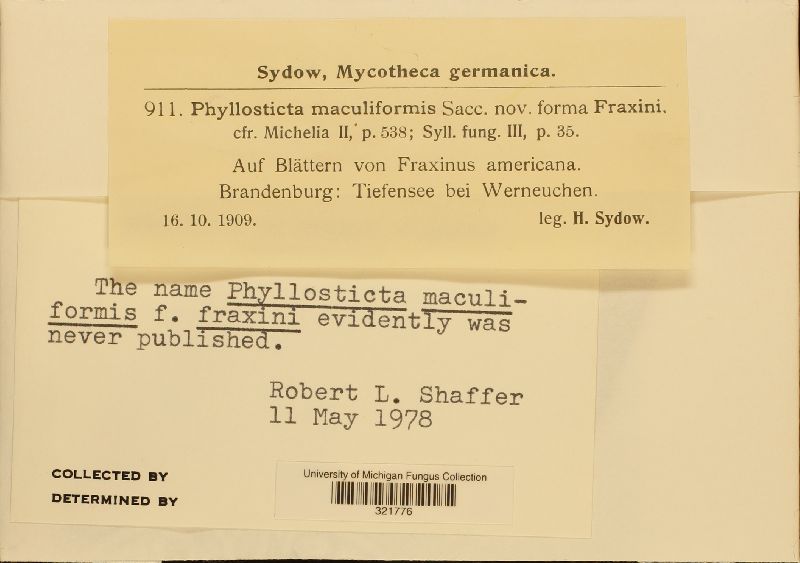 Sydow, Mycotheca germanica.
911. Phyllosticta maculiformis Sacc. nov. forma Fraxini.
cfr. Michelia II, p. 538; Syll. fung. III, p. 35.
Auf Blättern von Fraxinus americana.
Brandenburg: Tiefensee bei Werneuchen.
16. 10. 1909. leg. H. Sydow.
The name Phyllosticta maculi-
formis f. fraxini evidently was
never published.
Robert L. Shaffer
11 May 1978
COLLECTED BY
DETERMINED BY
University of Michigan Fungus Collection
321776